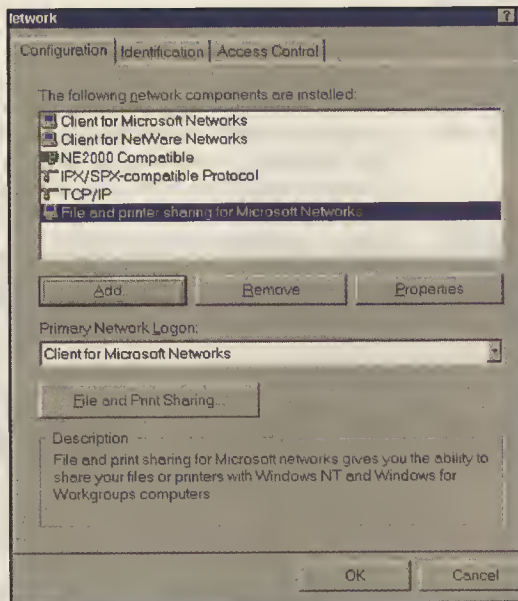 letwork ?
Configuration Identification Access Control
The following network components are installed:
Client for Microsoft Networks
Client for NetWare Networks
NE2000 Compatible
IPX/SPX-compatible Protocol
TCP/IP
File and printer sharing for Microsoft Networks
Add... Remove Properties
Primary Network Logon:
Client for Microsoft Networks
File and Print Sharing...
Description
File and print sharing for Microsoft networks gives you the ability to
share your files or printers with Windows NT and Windows for
Workgroups computers
OK Cancel